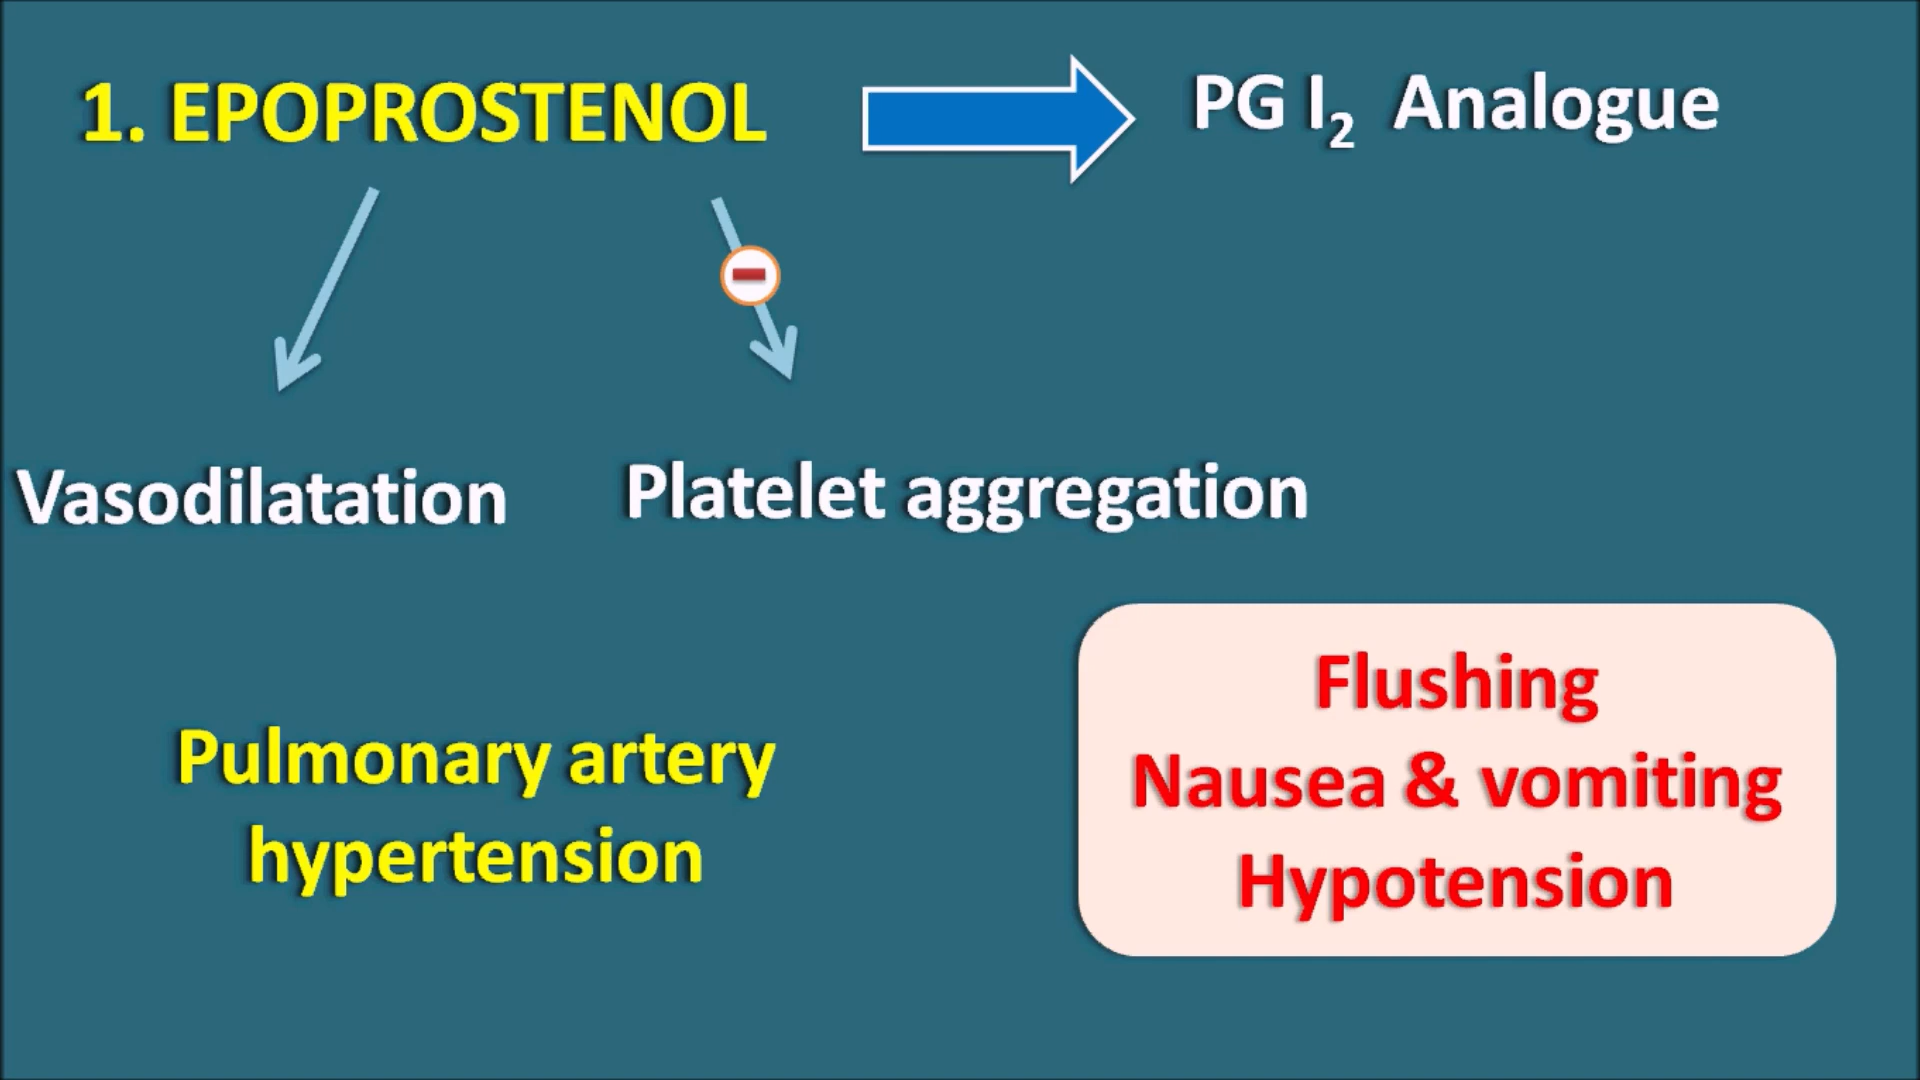 1. EPOPROSTENOL
PG I₂ Analogue
Vasodilatation
Platelet aggregation
Pulmonary artery
hypertension
Flushing
Nausea & vomiting
Hypotension